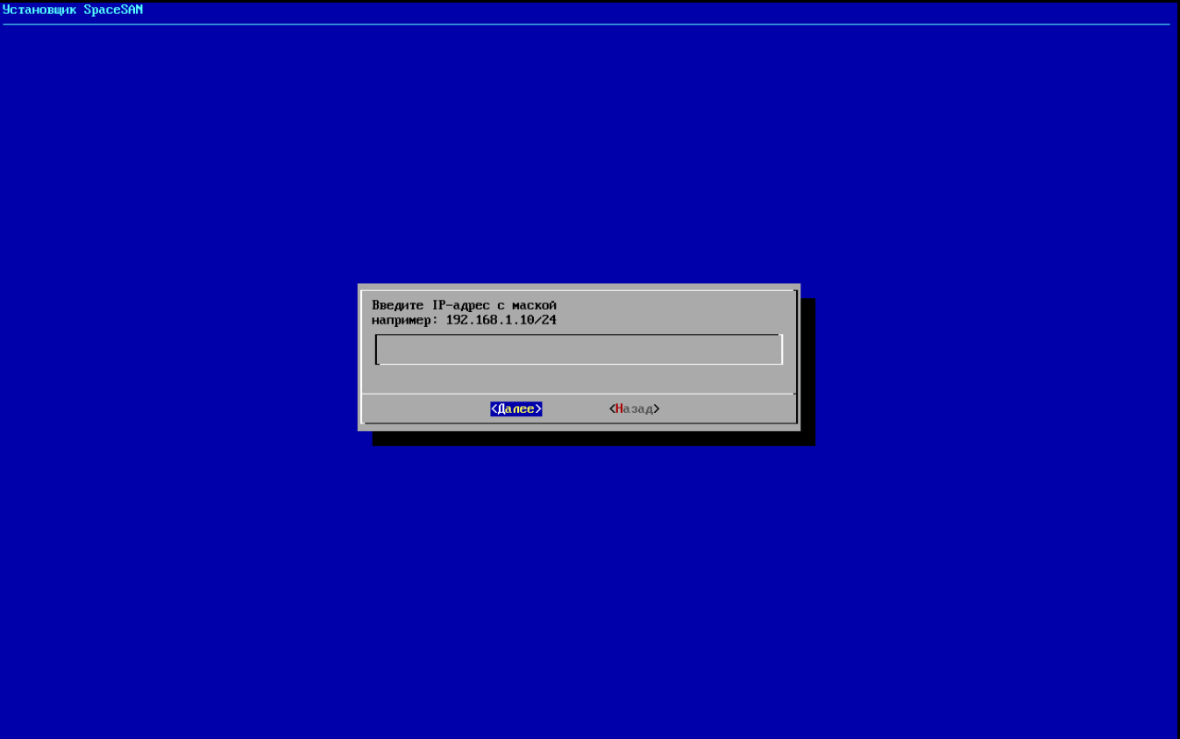 Установщик SpaceSAN
Введите IP-адрес с маской
например: 192.168.1.10/24
<Далее> <Назад>